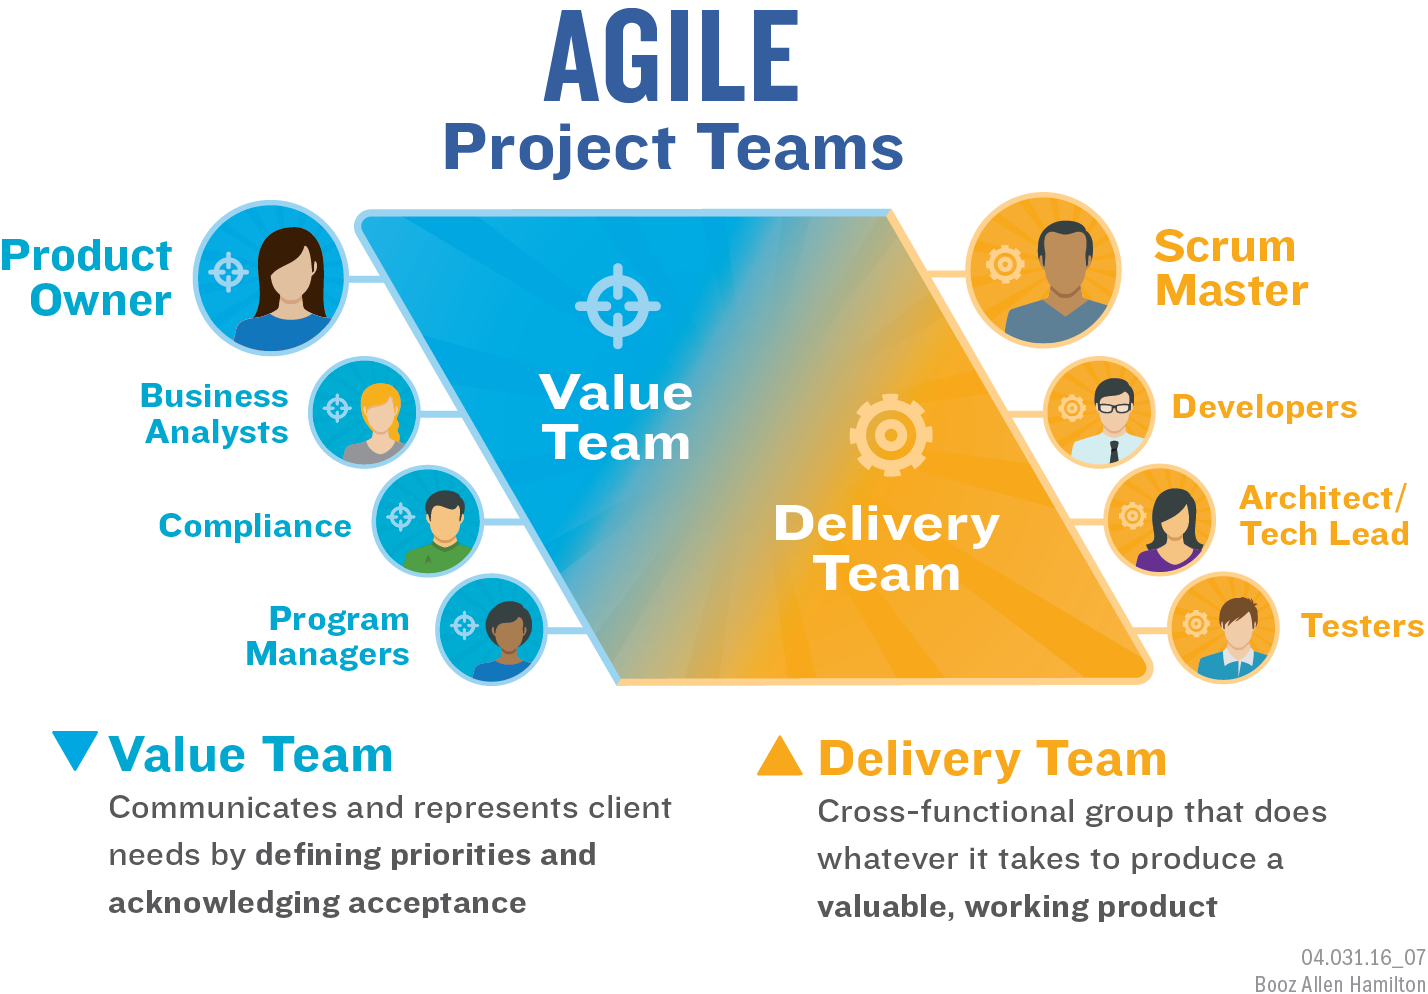 AGILE
Project Teams
Product
Owner
Business
Analysts
Compliance
Program
Managers
Value
Team
Delivery
Team
Scrum
Master
Developers
Architect/
Tech Lead
Testers
Value Team
Communicates and represents client
needs by defining priorities and
acknowledging acceptance
Delivery Team
Cross-functional group that does
whatever it takes to produce a
valuable, working product
04.031.16_07
Booz Allen Hamilton